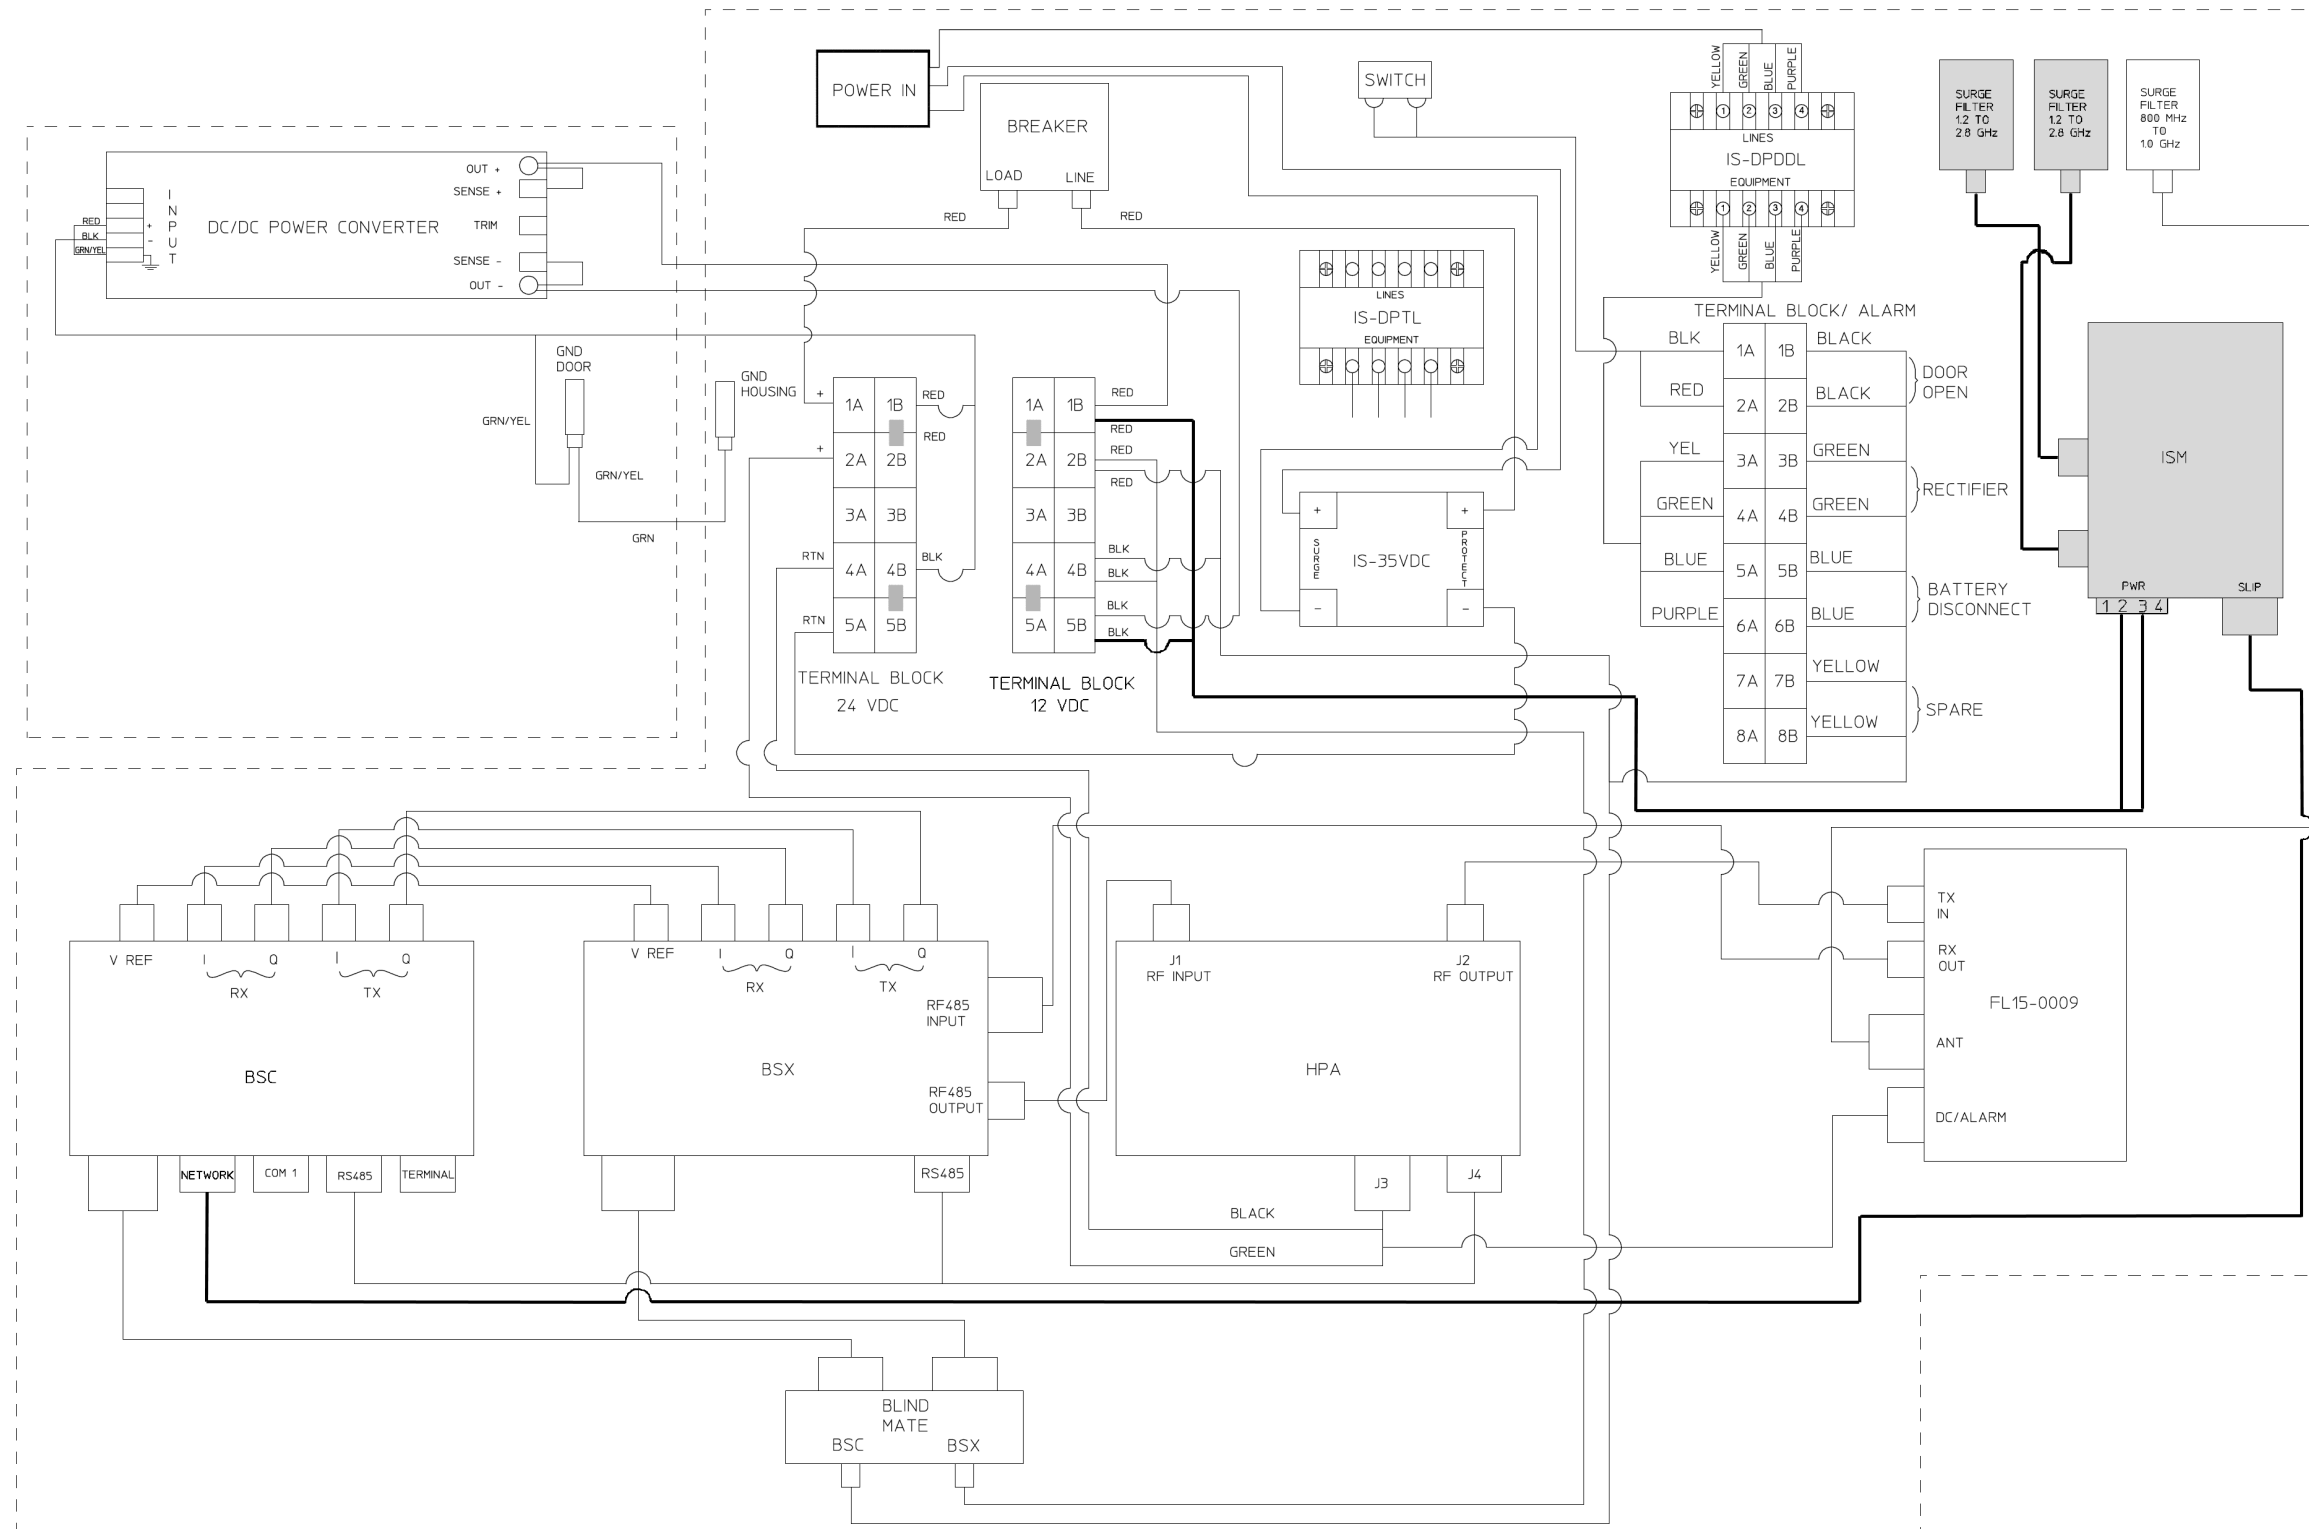 POWER IN
SWITCH
BREAKER
LOAD
LINE
RED
RED
YELLOW
GREEN
BLUE
PURPLE
1
2
3
4
LINES
IS-DPDDL
EQUIPMENT
1
2
3
4
YELLOW
GREEN
BLUE
PURPLE
SURGE
FILTER
1.2 TO
2.8 GHz
SURGE
FILTER
1.2 TO
2.8 GHz
SURGE
FILTER
800 MHz
TO
1.0 GHz
OUT +
SENSE +
TRIM
SENSE -
OUT -
INPUT
DC/DC POWER CONVERTER
RED
BLK
GRN/YEL
+
-
GND
DOOR
GND
HOUSING
GRN/YEL
GRN/YEL
GRN
LINES
IS-DPTL
EQUIPMENT
+
1A
1B
RED
RED
+
2A
2B
3A
3B
RTN
4A
4B
BLK
RTN
5A
5B
TERMINAL BLOCK
24 VDC
1A
1B
RED
RED
2A
2B
RED
RED
3A
3B
4A
4B
BLK
BLK
5A
5B
BLK
BLK
TERMINAL BLOCK
12 VDC
+
+
SURGE
IS-35VDC
PROTECT
-
-
TERMINAL BLOCK/ ALARM
BLK
1A
1B
BLACK
RED
2A
2B
BLACK
DOOR
OPEN
YEL
3A
3B
GREEN
GREEN
4A
4B
GREEN
RECTIFIER
BLUE
5A
5B
BLUE
PURPLE
6A
6B
BLUE
BATTERY
DISCONNECT
7A
7B
YELLOW
8A
8B
YELLOW
SPARE
ISM
PWR
1 2 3 4
SLIP
V REF
I
Q
RX
I
Q
TX
BSC
NETWORK
COM 1
RS485
TERMINAL
V REF
I
Q
RX
I
Q
TX
RF485
INPUT
BSX
RF485
OUTPUT
RS485
J1
RF INPUT
J2
RF OUTPUT
HPA
J3
J4
BLACK
GREEN
TX
IN
RX
OUT
FL15-0009
ANT
DC/ALARM
BLIND
MATE
BSC
BSX